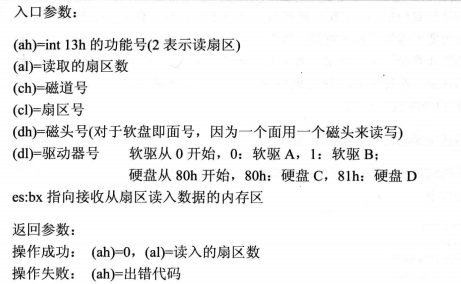 入口参数：
(ah)=int 13h 的功能号(2 表示读扇区)
(al)=读取的扇区数
(ch)=磁道号
(cl)=扇区号
(dh)=磁头号(对于软盘即面号，因为一个面用一个磁头来读写)
(dl)=驱动器号 软驱从 0 开始，0：软驱 A，1：软驱 B；
硬盘从 80h 开始，80h：硬盘 C，81h：硬盘 D
es:bx 指向接收从扇区读入数据的内存区
返回参数：
操作成功： (ah)=0，(al)=读入的扇区数
操作失败： (ah)=出错代码